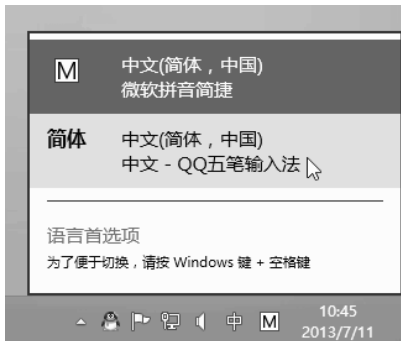 M
中文(简体，中国)
微软拼音简捷
简体
中文(简体，中国)
中文 - QQ五笔输入法
语言首选项
为了便于切换，请按 Windows 键 + 空格键
中 M
10:45
2013/7/11